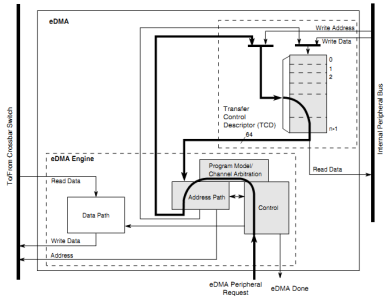 eDMA
Write Address
Write Data
0
1
2
Transfer
Control
Descriptor (TCD)
n-1
64
To/From Crossbar Switch
Internal Peripheral Bus
eDMA Engine
Program Model/
Channel Arbitration
Read Data
Read Data
Address Path
Control
Data Path
Write Data
Address
eDMA Peripheral
Request
eDMA Done